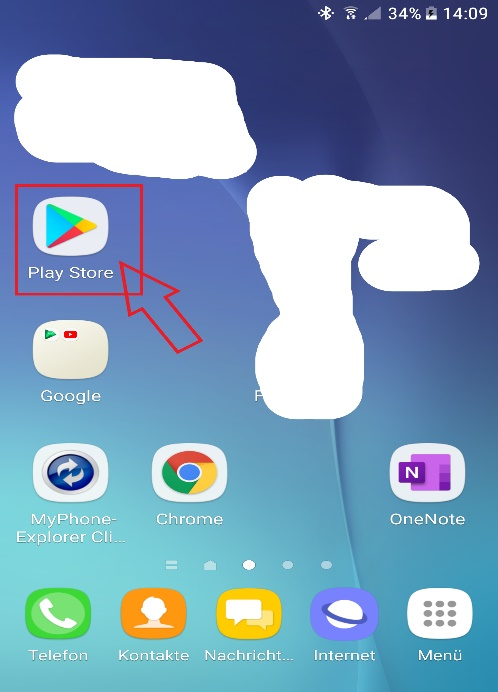 34% 14:09
Play Store
Google
MyPhone-
Explorer Cli...
Chrome
OneNote
Telefon
Kontakte
Nachricht...
Internet
Menü